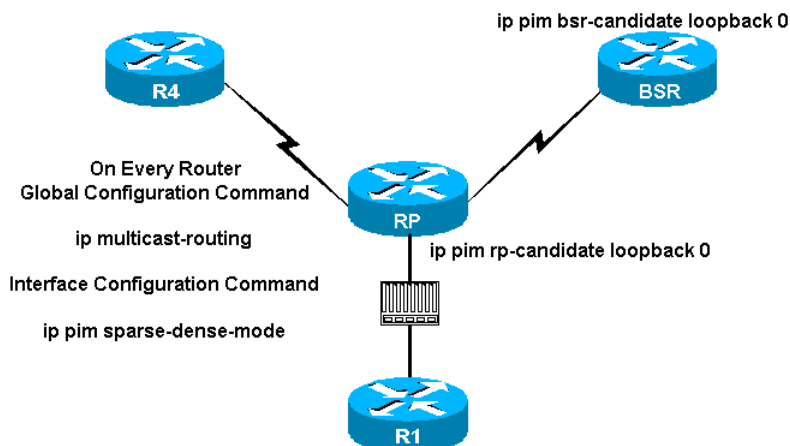 ip pim bsr-candidate loopback 0
R4
BSR
On Every Router
Global Configuration Command
RP
ip multicast-routing
ip pim rp-candidate loopback 0
Interface Configuration Command
ip pim sparse-dense-mode
R1